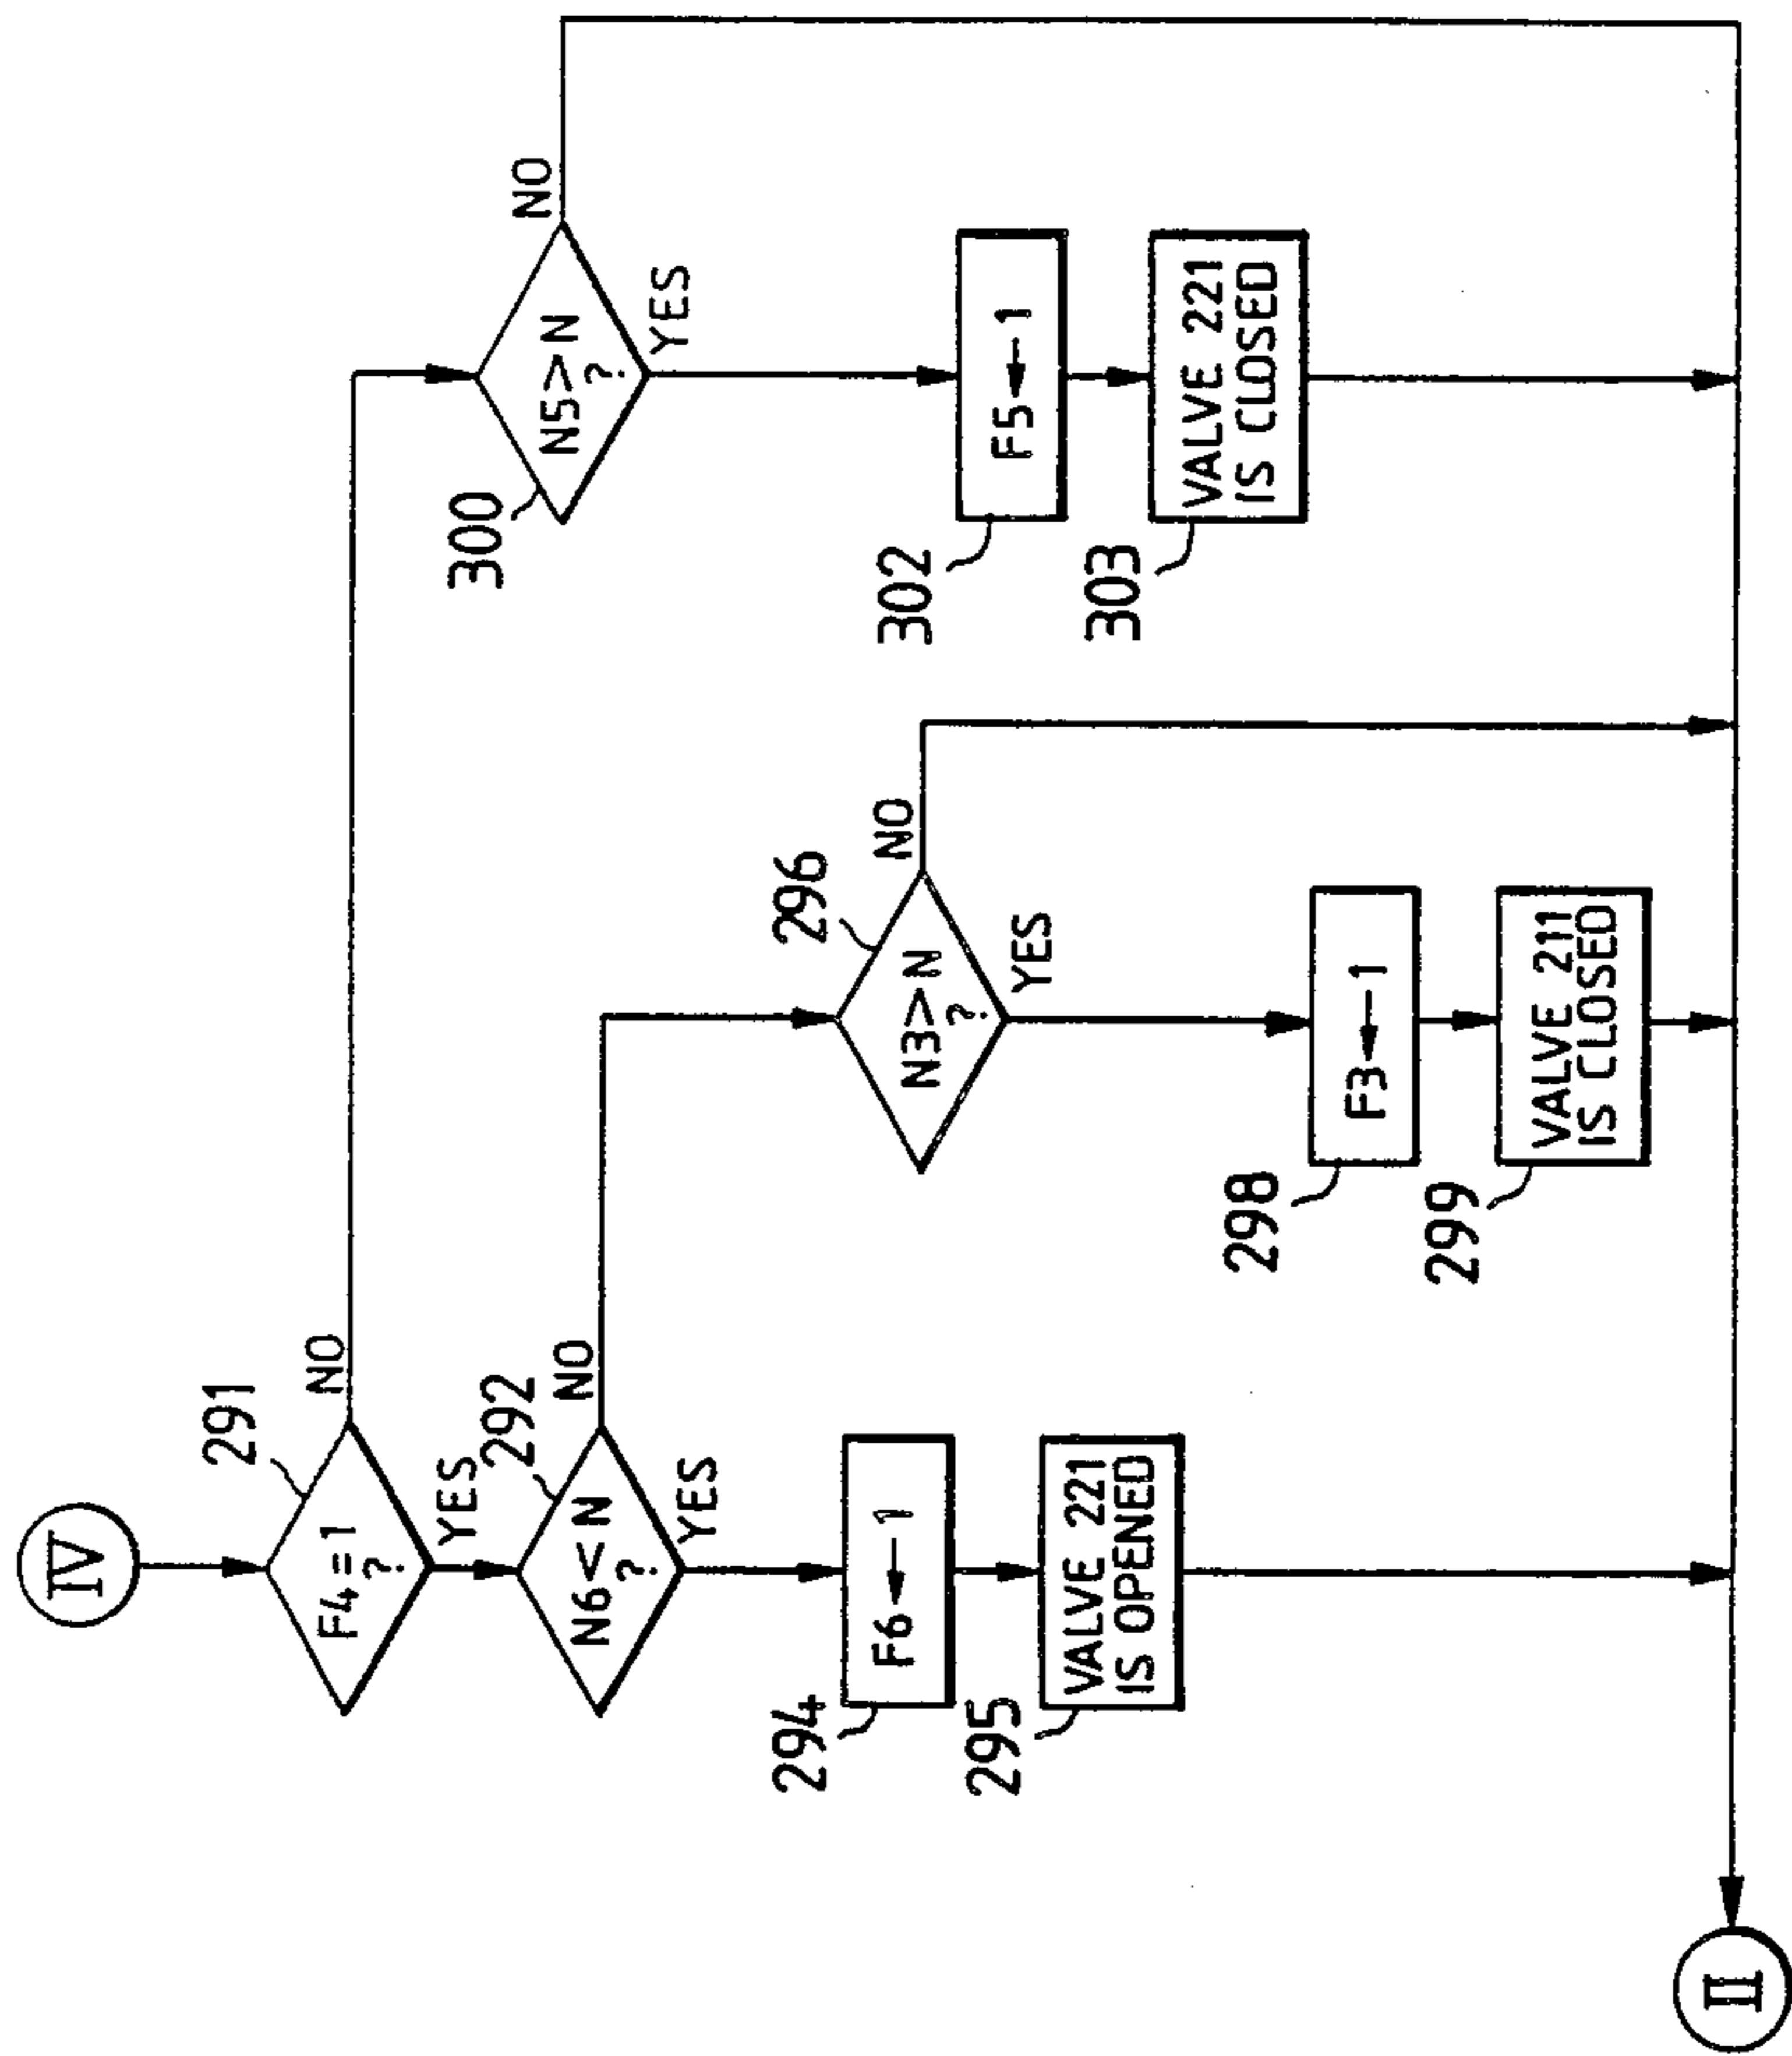 IV
291
F4=1
?
NO
YES
292
N6<N
?
NO
YES
294
F6←1
295
VALVE 221
IS OPENED
296
N3>N
?
NO
YES
298
F3←1
299
VALVE 211
IS CLOSED
300
N5>N
?
NO
YES
302
F5←1
303
VALVE 221
IS CLOSED
II